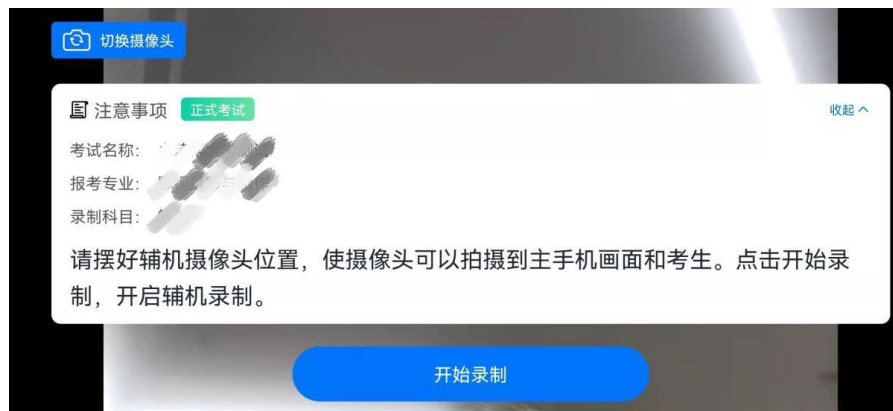 切换摄像头
注意事项 正式考试 收起
考试名称:
报考专业:
录制科目:
请摆好辅机摄像头位置，使摄像头可以拍摄到主手机画面和考生。点击开始录
制，开启辅机录制。
开始录制